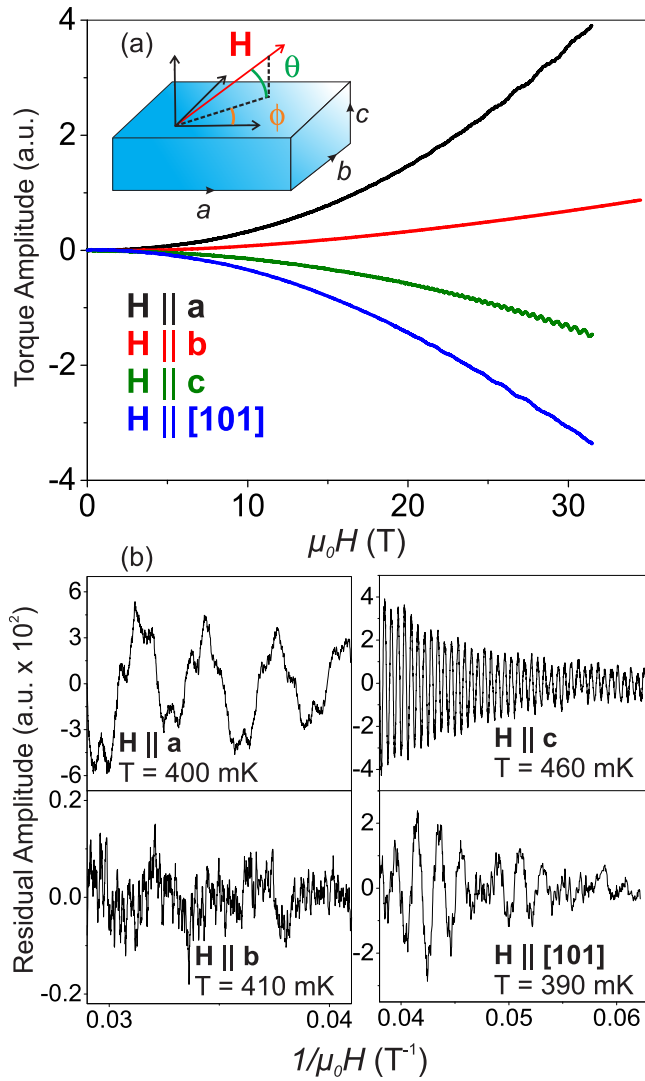 (a)
H
θ
ϕ
c
b
a
4
2
0
-2
-4
Torque Amplitude (a.u.)
H || a
H || b
H || c
H || [101]
0
10
20
30
μ₀H (T)
(b)
6
3
0
-3
-6
H || a
T = 400 mK
4
2
0
-2
-4
H || c
T = 460 mK
0.2
0.0
-0.2
H || b
T = 410 mK
2
0
-2
H || [101]
T = 390 mK
Residual Amplitude (a.u. x 10²)
0.03
0.04
0.04
0.05
0.06
1/μ₀H (T⁻¹)